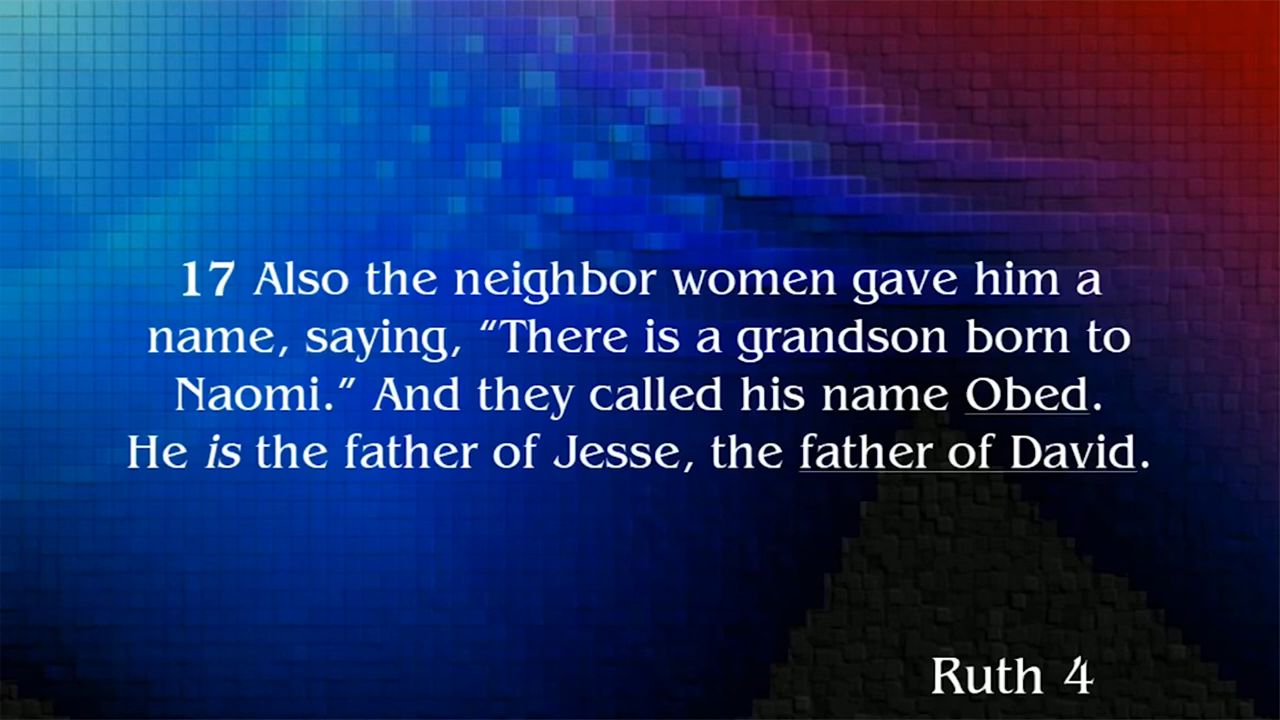 17 Also the neighbor women gave him a
name, saying, “There is a grandson born to
Naomi.” And they called his name Obed.
He is the father of Jesse, the father of David.
Ruth 4